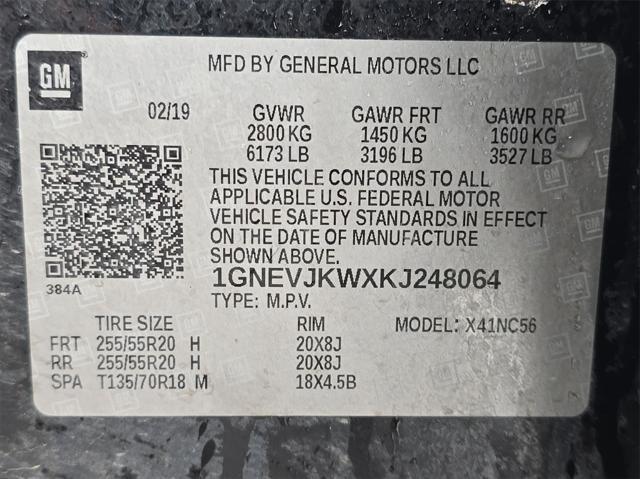 GM
MFD BY GENERAL MOTORS LLC
02/19 GVWR GAWR FRT GAWR RR
2800 KG 1450 KG 1600 KG
6173 LB 3196 LB 3527 LB
THIS VEHICLE CONFORMS TO ALL
APPLICABLE U.S. FEDERAL MOTOR
VEHICLE SAFETY STANDARDS IN EFFECT
ON THE DATE OF MANUFACTURE
SHOWN ABOVE.
384A
1GNEVJKWXKJ248064
TYPE: M.P.V.
TIRE SIZE RIM MODEL: X41NC56
FRT 255/55R20 H 20X8J
RR 255/55R20 H 20X8J
SPA T135/70R18 M 18X4.5B